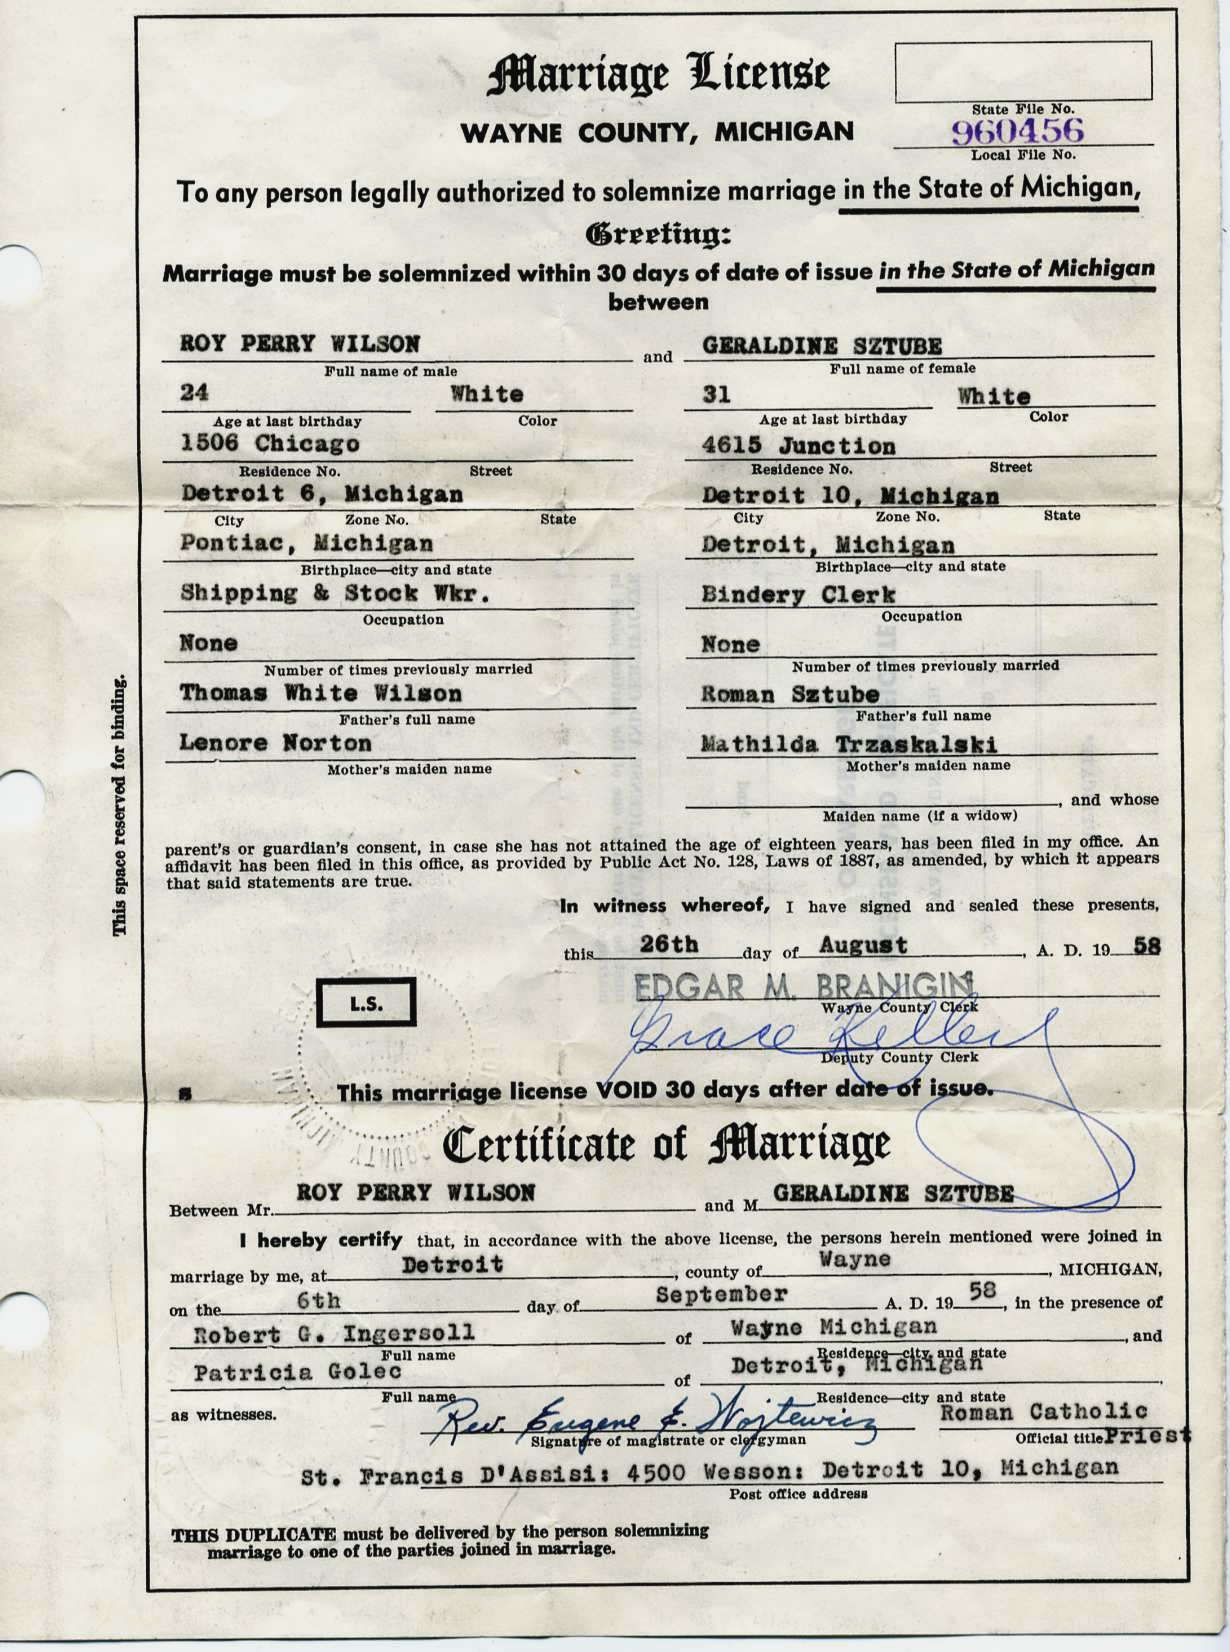 Marriage License
WAYNE COUNTY, MICHIGAN
State File No.
960456
Local File No.
To any person legally authorized to solemnize marriage in the State of Michigan,
Greeting:
Marriage must be solemnized within 30 days of date of issue in the State of Michigan
between
ROY PERRY WILSON and GERALDINE SZTUBE
Full name of male Full name of female
24 White 31 White
Age at last birthday Color Age at last birthday Color
1506 Chicago 4615 Junction
Residence No. Street Residence No. Street
Detroit 6, Michigan Detroit 10, Michigan
City Zone No. State City Zone No. State
Pontiac, Michigan Detroit, Michigan
Birthplace—city and state Birthplace—city and state
Shipping & Stock Wkr. Bindery Clerk
Occupation Occupation
None None
Number of times previously married Number of times previously married
Thomas White Wilson Roman Sztube
Father's full name Father's full name
Lenore Norton Mathilda Trzaskalski
Mother's maiden name Mother's maiden name
, and whose
Maiden name (if a widow)
parent's or guardian's consent, in case she has not attained the age of eighteen years, has been filed in my office. An
affidavit has been filed in this office, as provided by Public Act No. 128, Laws of 1887, as amended, by which it appears
that said statements are true.
In witness whereof, I have signed and sealed these presents,
this 26th day of August, A. D. 19 58
EDGAR M. BRANIGIN
Wayne County Clerk
L.S.
Grace Kellery
Deputy County Clerk
s This marriage license VOID 30 days after date of issue.
Certificate of Marriage
Between Mr. ROY PERRY WILSON and M GERALDINE SZTUBE
I hereby certify that, in accordance with the above license, the persons herein mentioned were joined in
marriage by me, at Detroit, county of Wayne, MICHIGAN,
on the 6th day of September A. D. 19 58, in the presence of
Robert G. Ingersoll of Wayne Michigan, and
Full name Residence—city and state
Patricia Golec of Detroit, Michigan
Full name Residence—city and state
as witnesses. Rev. Eugene E. Wojtewicz Roman Catholic
Signature of magistrate or clergyman Official title Priest
St. Francis D'Assisi: 4500 Wesson: Detroit 10, Michigan
Post office address
THIS DUPLICATE must be delivered by the person solemnizing
marriage to one of the parties joined in marriage.
This space reserved for binding.